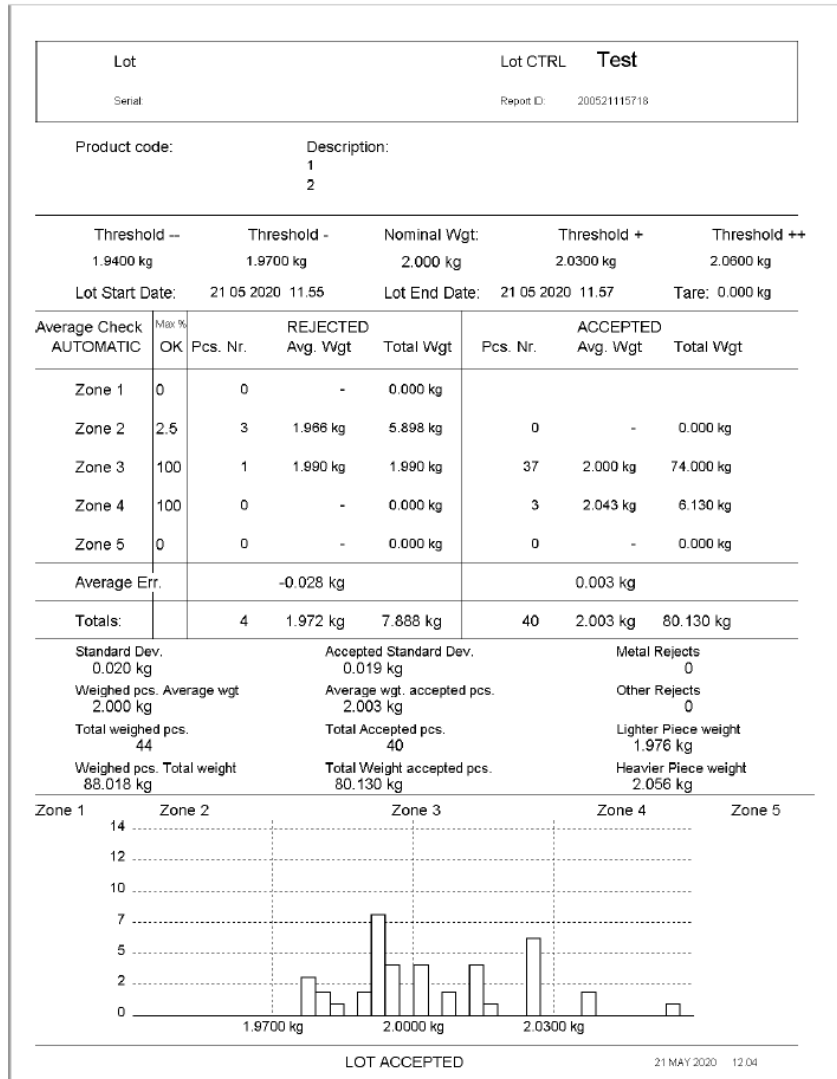 Lot Lot CTRL Test
Serial: Report ID: 200521115718
Product code: Description:
1
2
Threshold -- Threshold - Nominal Wgt: Threshold + Threshold ++
1.9400 kg 1.9700 kg 2.000 kg 2.0300 kg 2.0600 kg
Lot Start Date: 21 05 2020 11.55 Lot End Date: 21 05 2020 11.57 Tare: 0.000 kg
Average Check Max % REJECTED ACCEPTED
AUTOMATIC OK Pcs. Nr. Avg. Wgt Total Wgt Pcs. Nr. Avg. Wgt Total Wgt
Zone 1 0 0 - 0.000 kg
Zone 2 2.5 3 1.966 kg 5.898 kg 0 - 0.000 kg
Zone 3 100 1 1.990 kg 1.990 kg 37 2.000 kg 74.000 kg
Zone 4 100 0 - 0.000 kg 3 2.043 kg 6.130 kg
Zone 5 0 0 - 0.000 kg 0 - 0.000 kg
Average Err. -0.028 kg 0.003 kg
Totals: 4 1.972 kg 7.888 kg 40 2.003 kg 80.130 kg
Standard Dev. Accepted Standard Dev. Metal Rejects
0.020 kg 0.019 kg 0
Weighed pcs. Average wgt Average wgt. accepted pcs. Other Rejects
2.000 kg 2.003 kg 0
Total weighed pcs. Total Accepted pcs. Lighter Piece weight
44 40 1.976 kg
Weighed pcs. Total weight Total Weight accepted pcs. Heavier Piece weight
88.018 kg 80.130 kg 2.056 kg
Zone 1 Zone 2 Zone 3 Zone 4 Zone 5
14
12
10
7
5
2
0
1.9700 kg 2.0000 kg 2.0300 kg
LOT ACCEPTED 21 MAY 2020 12.04